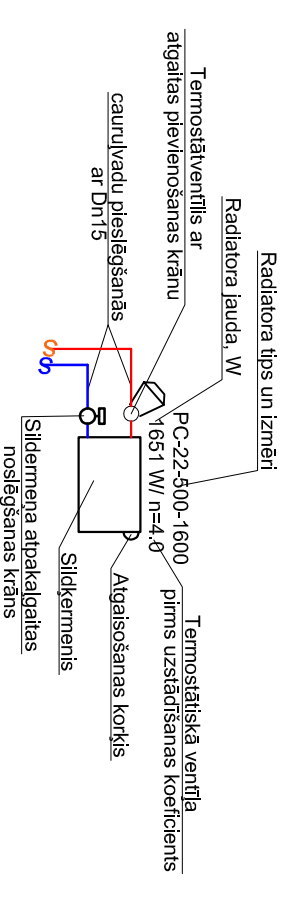 Radiatora tips un izmēri
Radiatora jauda, W
Termostātventīlis ar
atgaitas pievienošanas krānu
cauruļvadu pieslēgšanās
ar Dn15
PC-22-500-1600
1651 W/ n=4.0
Termostātiskā ventīļa
pirms uzstādīšanas koeficients
Atgaisošanas korķis
Sildķermenis
Sildermeņa atpakaļgaitas
noslēgšanas krāns